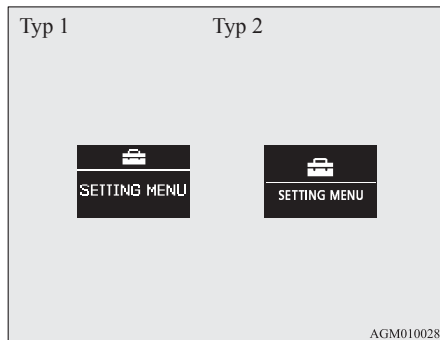 Typ 1
Typ 2
SETTING MENU
SETTING MENU
AGM010028